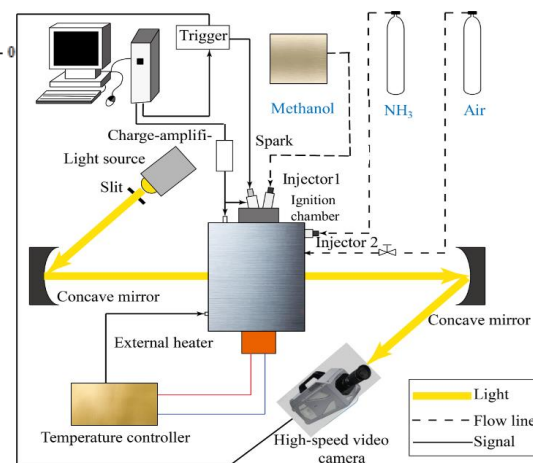 - 0
Trigger
Methanol
NH₃
Air
Charge-amplifi-
Spark
Light source
Injector1
Slit
Ignition
chamber
Injector 2
Concave mirror
Concave mirror
External heater
Light
Flow line
Signal
Temperature controller
High-speed video
camera